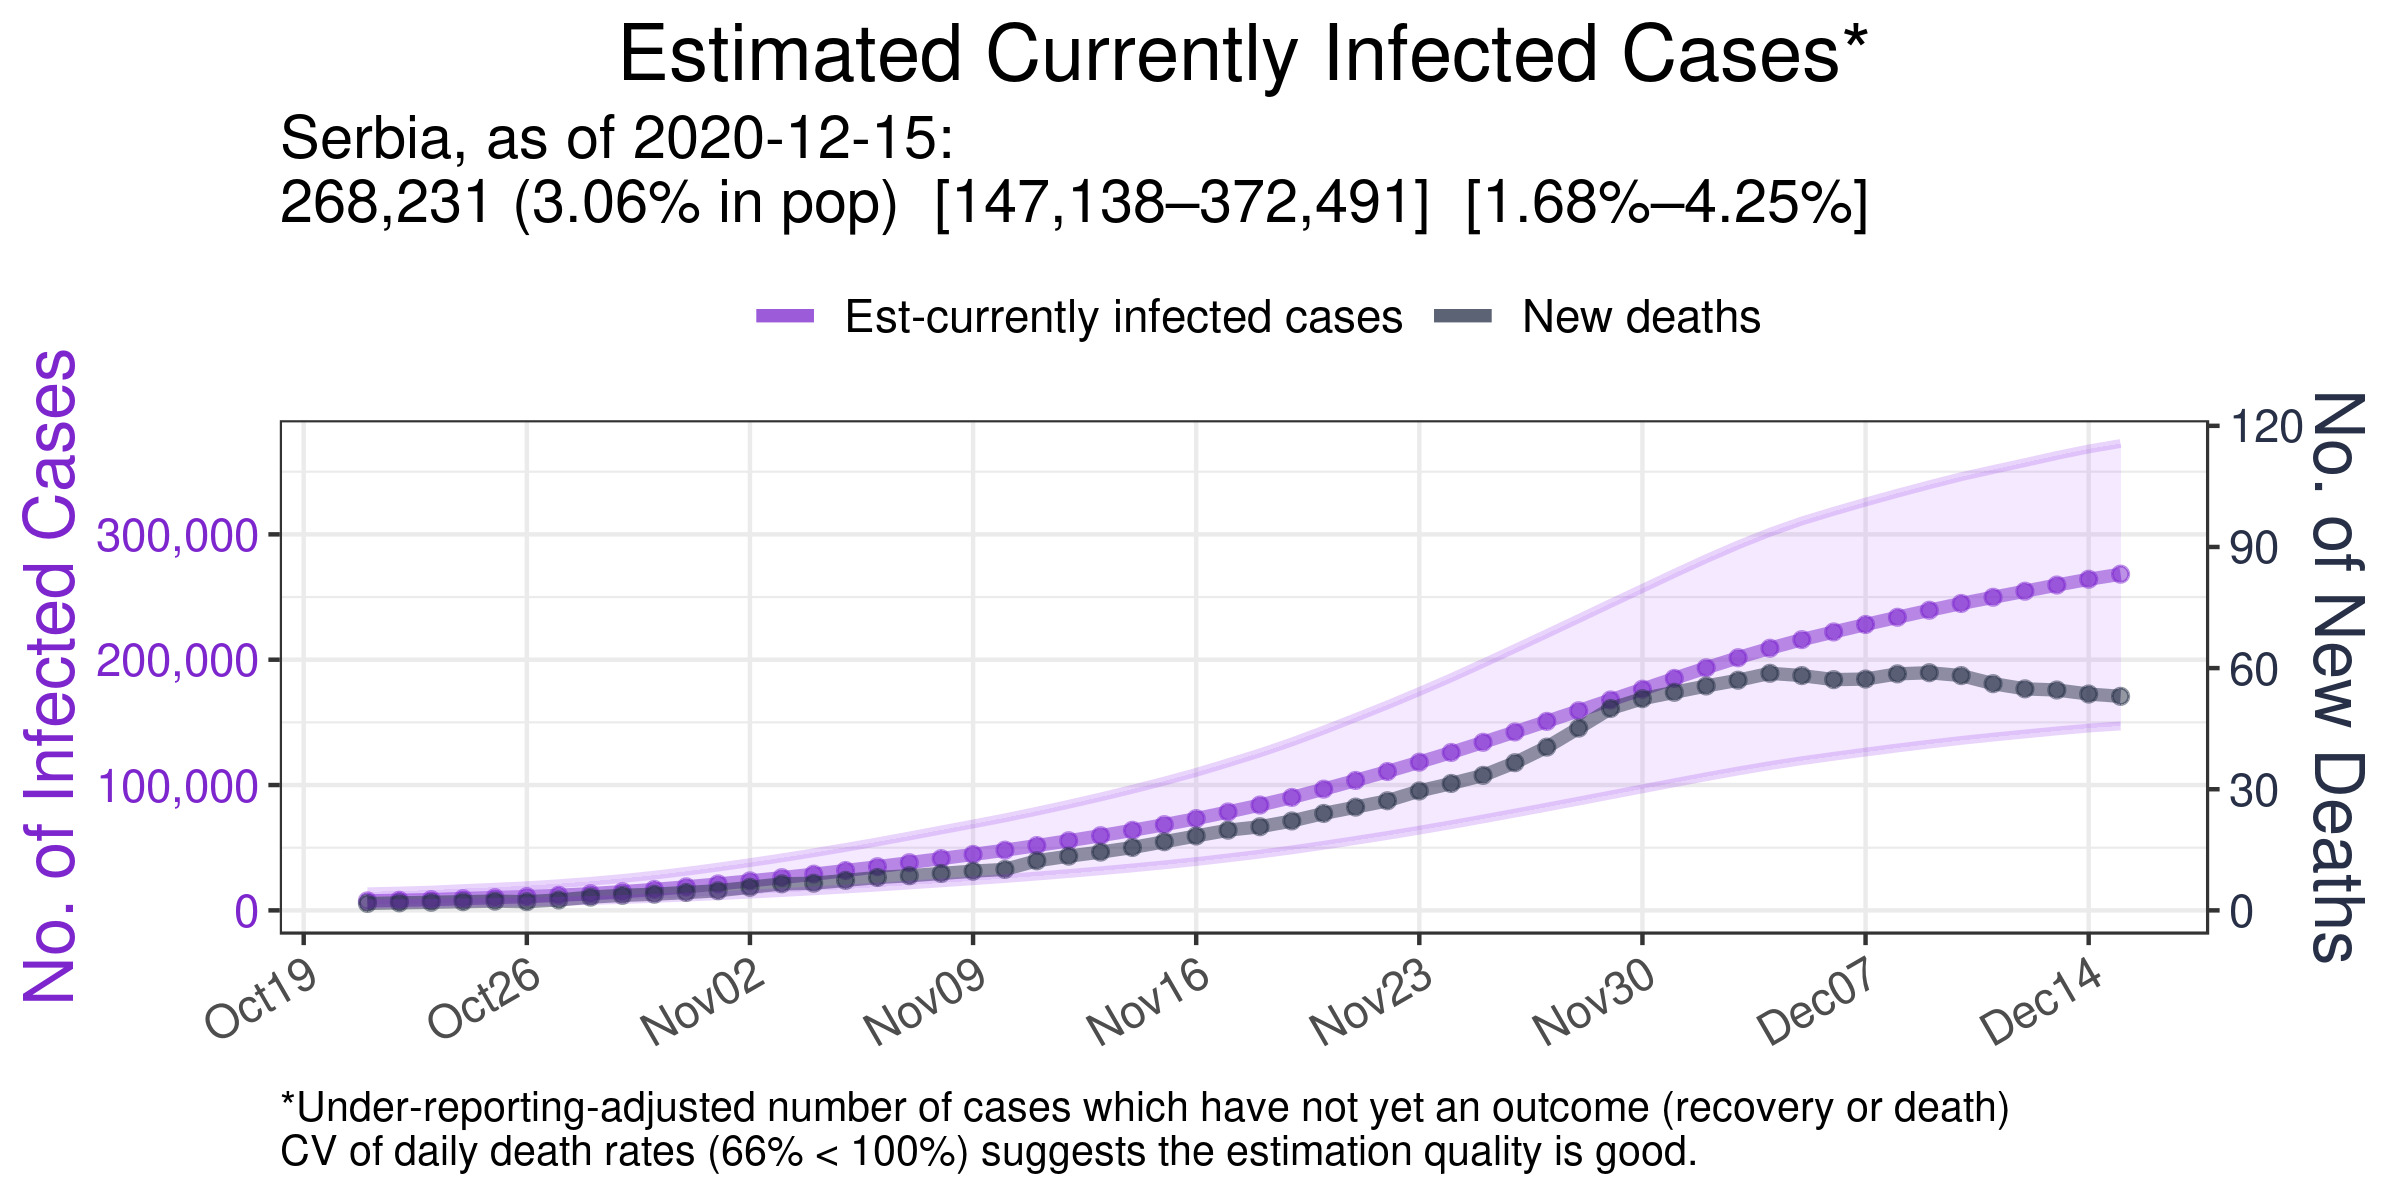 Estimated Currently Infected Cases*
Serbia, as of 2020-12-15:
268,231 (3.06% in pop) [147,138–372,491] [1.68%–4.25%]
Est-currently infected cases
New deaths
No. of Infected Cases
300,000
200,000
100,000
0
120
90
60
30
0
No. of New Deaths
Oct19
Oct26
Nov02
Nov09
Nov16
Nov23
Nov30
Dec07
Dec14
*Under-reporting-adjusted number of cases which have not yet an outcome (recovery or death)
CV of daily death rates (66% < 100%) suggests the estimation quality is good.